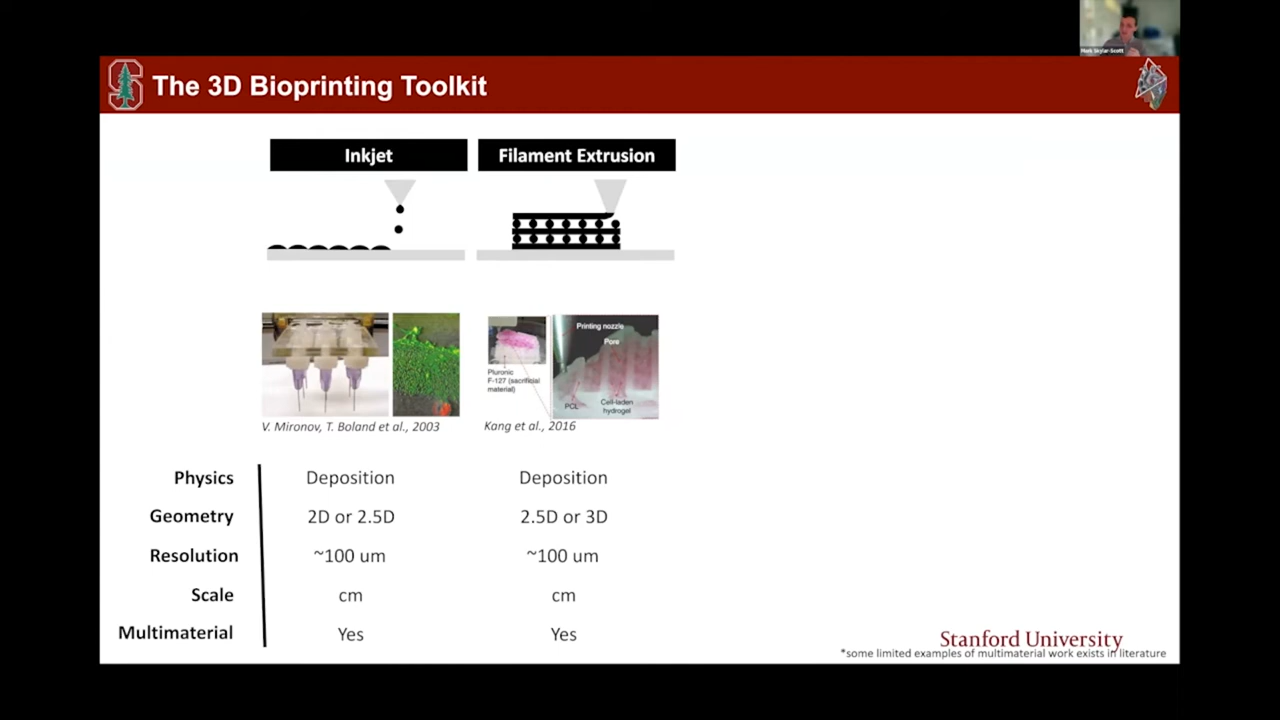 Mark Skylar-Scott
The 3D Bioprinting Toolkit
Inkjet
Filament Extrusion
Printing nozzle
Pore
Pluronic
F-127 (sacrificial
material)
PCL
Cell-laden
hydrogel
V. Mironov, T. Boland et al., 2003
Kang et al., 2016
Physics Deposition Deposition
Geometry 2D or 2.5D 2.5D or 3D
Resolution ~100 um ~100 um
Scale cm cm
Multimaterial Yes Yes
Stanford University
*some limited examples of multimaterial work exists in literature